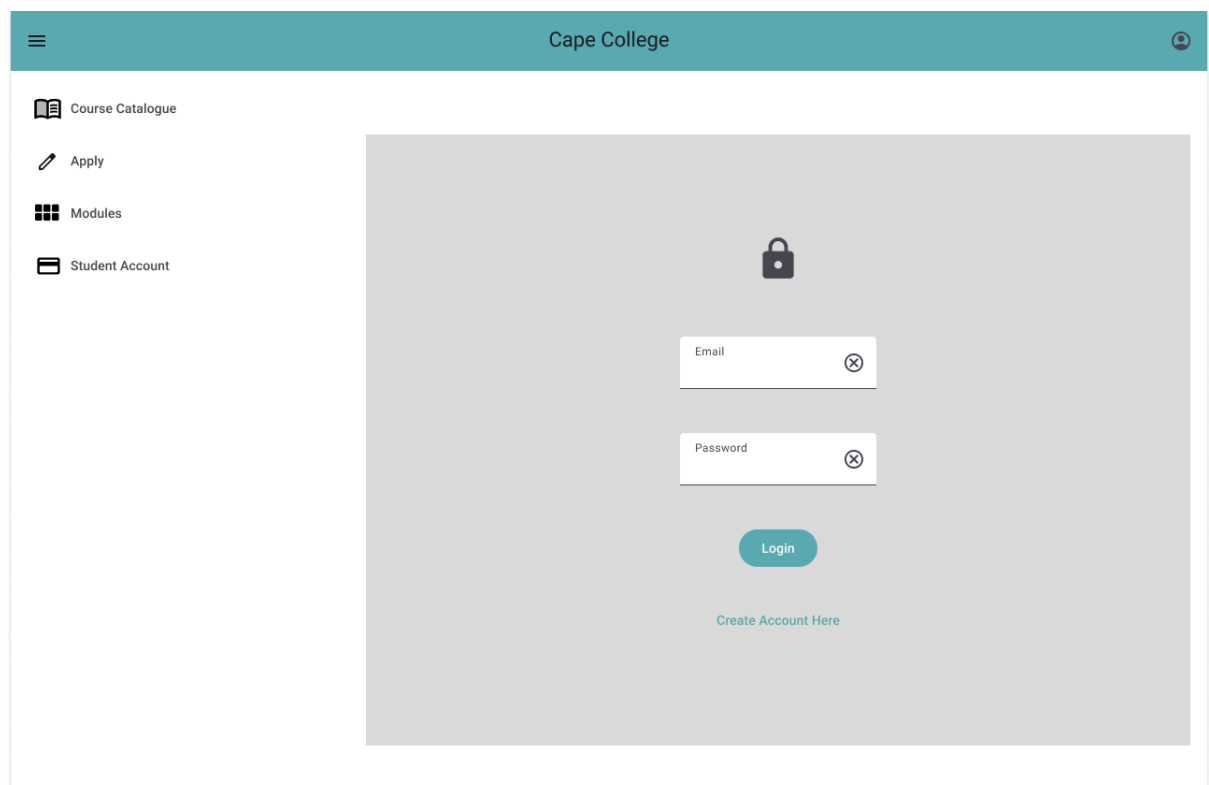 Cape College
Course Catalogue
Apply
Modules
Student Account
Email
Password
Login
Create Account Here